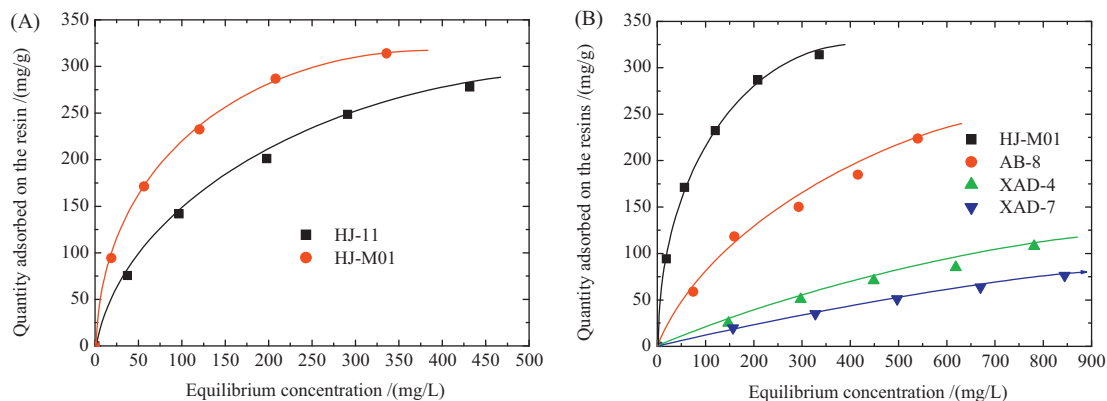 (A)
Quantity adsorbed on the resin /(mg/g)
350
300
250
200
150
100
50
0
HJ-11
HJ-M01
0 50 100 150 200 250 300 350 400 450 500
Equilibrium concentration /(mg/L)
(B)
Quantity adsorbed on the resins /(mg/g)
350
300
250
200
150
100
50
0
HJ-M01
AB-8
XAD-4
XAD-7
0 100 200 300 400 500 600 700 800 900
Equilibrium concentration /(mg/L)